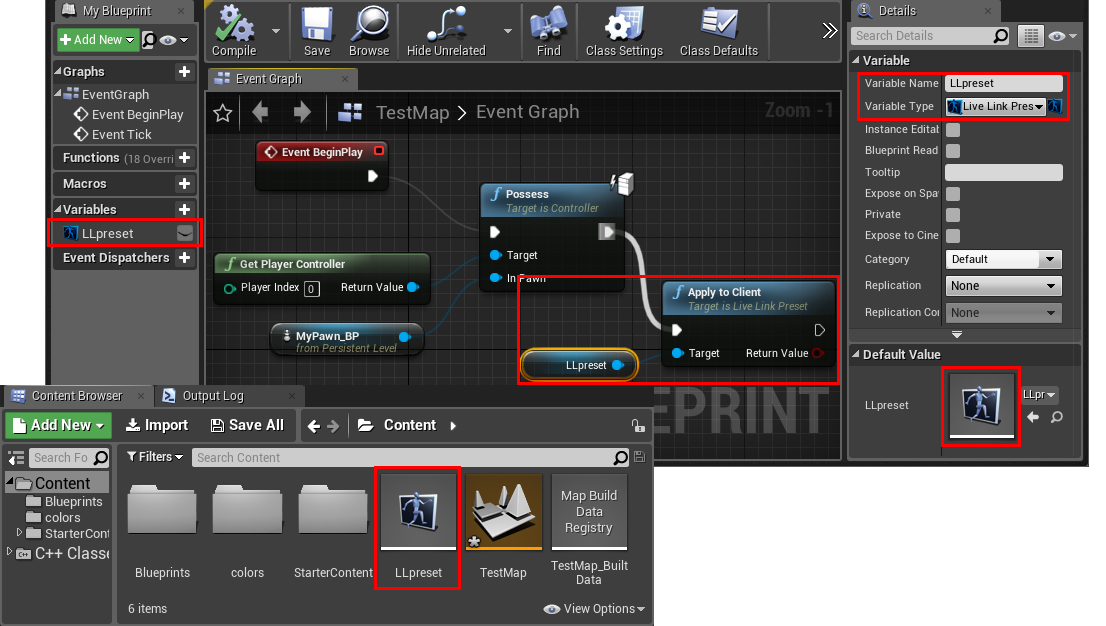 My Blueprint
Add New
Graphs
EventGraph
Event BeginPlay
Event Tick
Functions (18 Overri
Macros
Variables
LLpreset
Event Dispatchers
Compile
Save
Browse
Hide Unrelated
Find
Class Settings
Class Defaults
Event Graph
TestMap > Event Graph
Zoom -1
Event BeginPlay
Possess
Target is Controller
Target
In Pawn
Get Player Controller
Player Index 0
Return Value
MyPawn_BP
from Persistent Level
Apply to Client
Target is Live Link Preset
Target
Return Value
LLpreset
EPRINT
Details
Search Details
Variable
Variable Name LLpreset
Variable Type Live Link Pres
Instance Edital
Blueprint Read
Tooltip
Expose on Spa
Private
Expose to Cine
Category Default
Replication None
Replication Con None
Default Value
LLpreset
LLpr
Content Browser
Output Log
Add New
Import
Save All
Content
Search Fo
Filters
Search Content
Content
Blueprints
colors
StarterCont
C++ Classe
Blueprints
colors
StarterContent
LLpreset
TestMap
Map Build
Data
Registry
TestMap_Built
Data
6 items
View Options